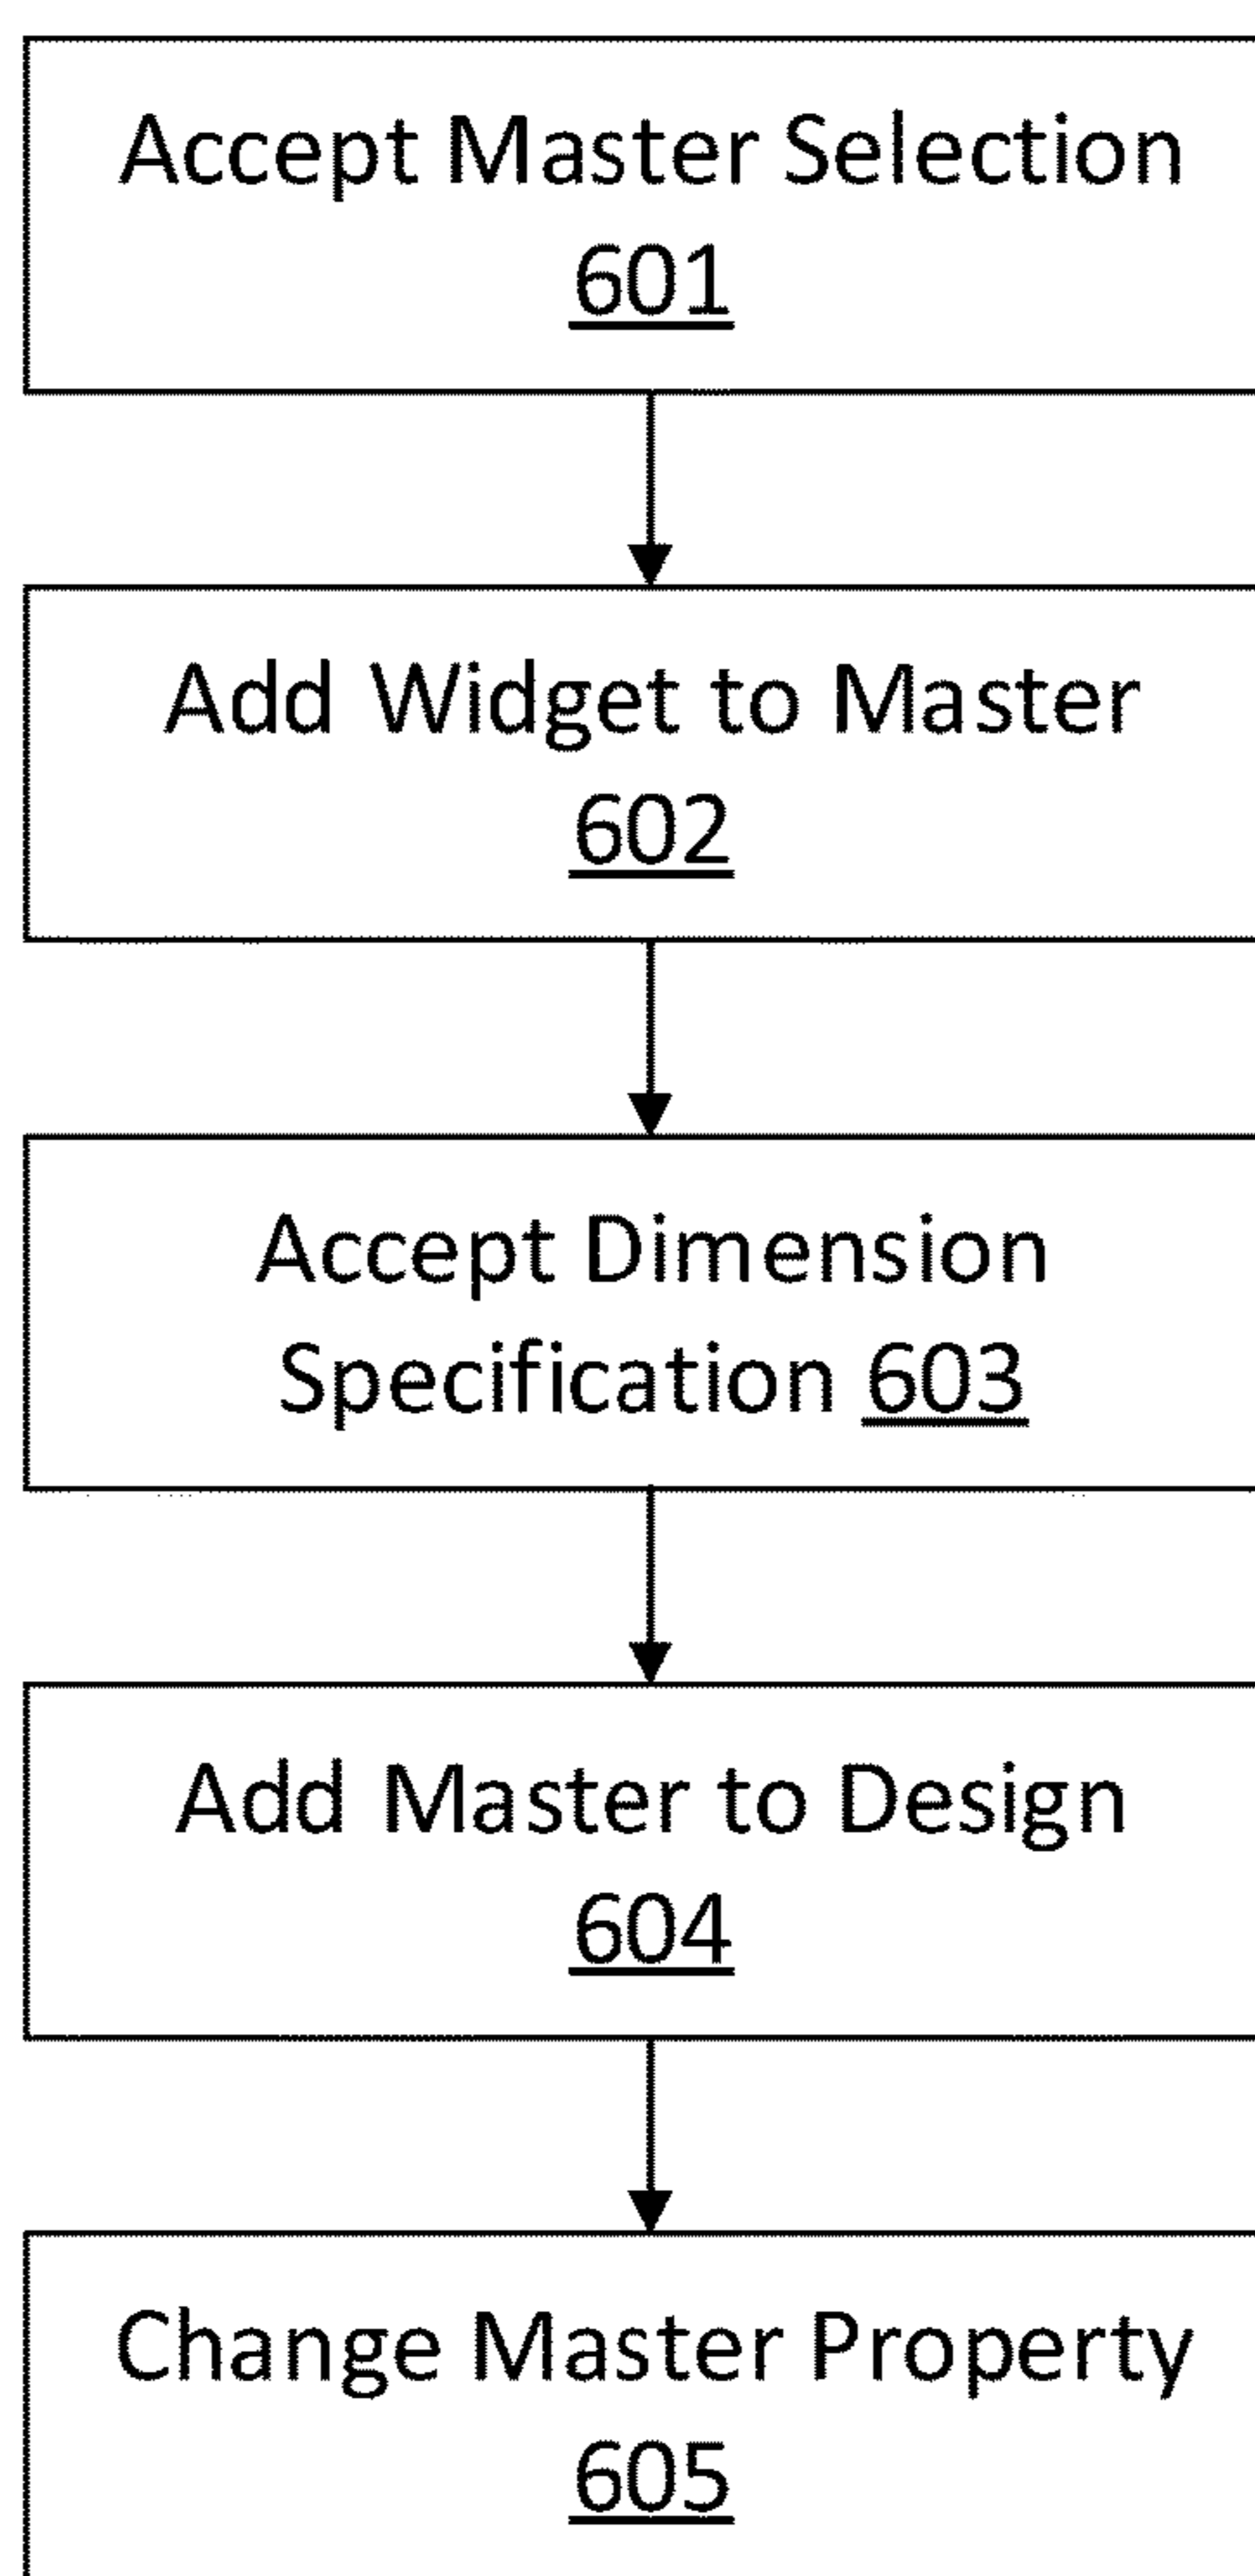 Accept Master Selection
601
Add Widget to Master
602
Accept Dimension
Specification 603
Add Master to Design
604
Change Master Property
605